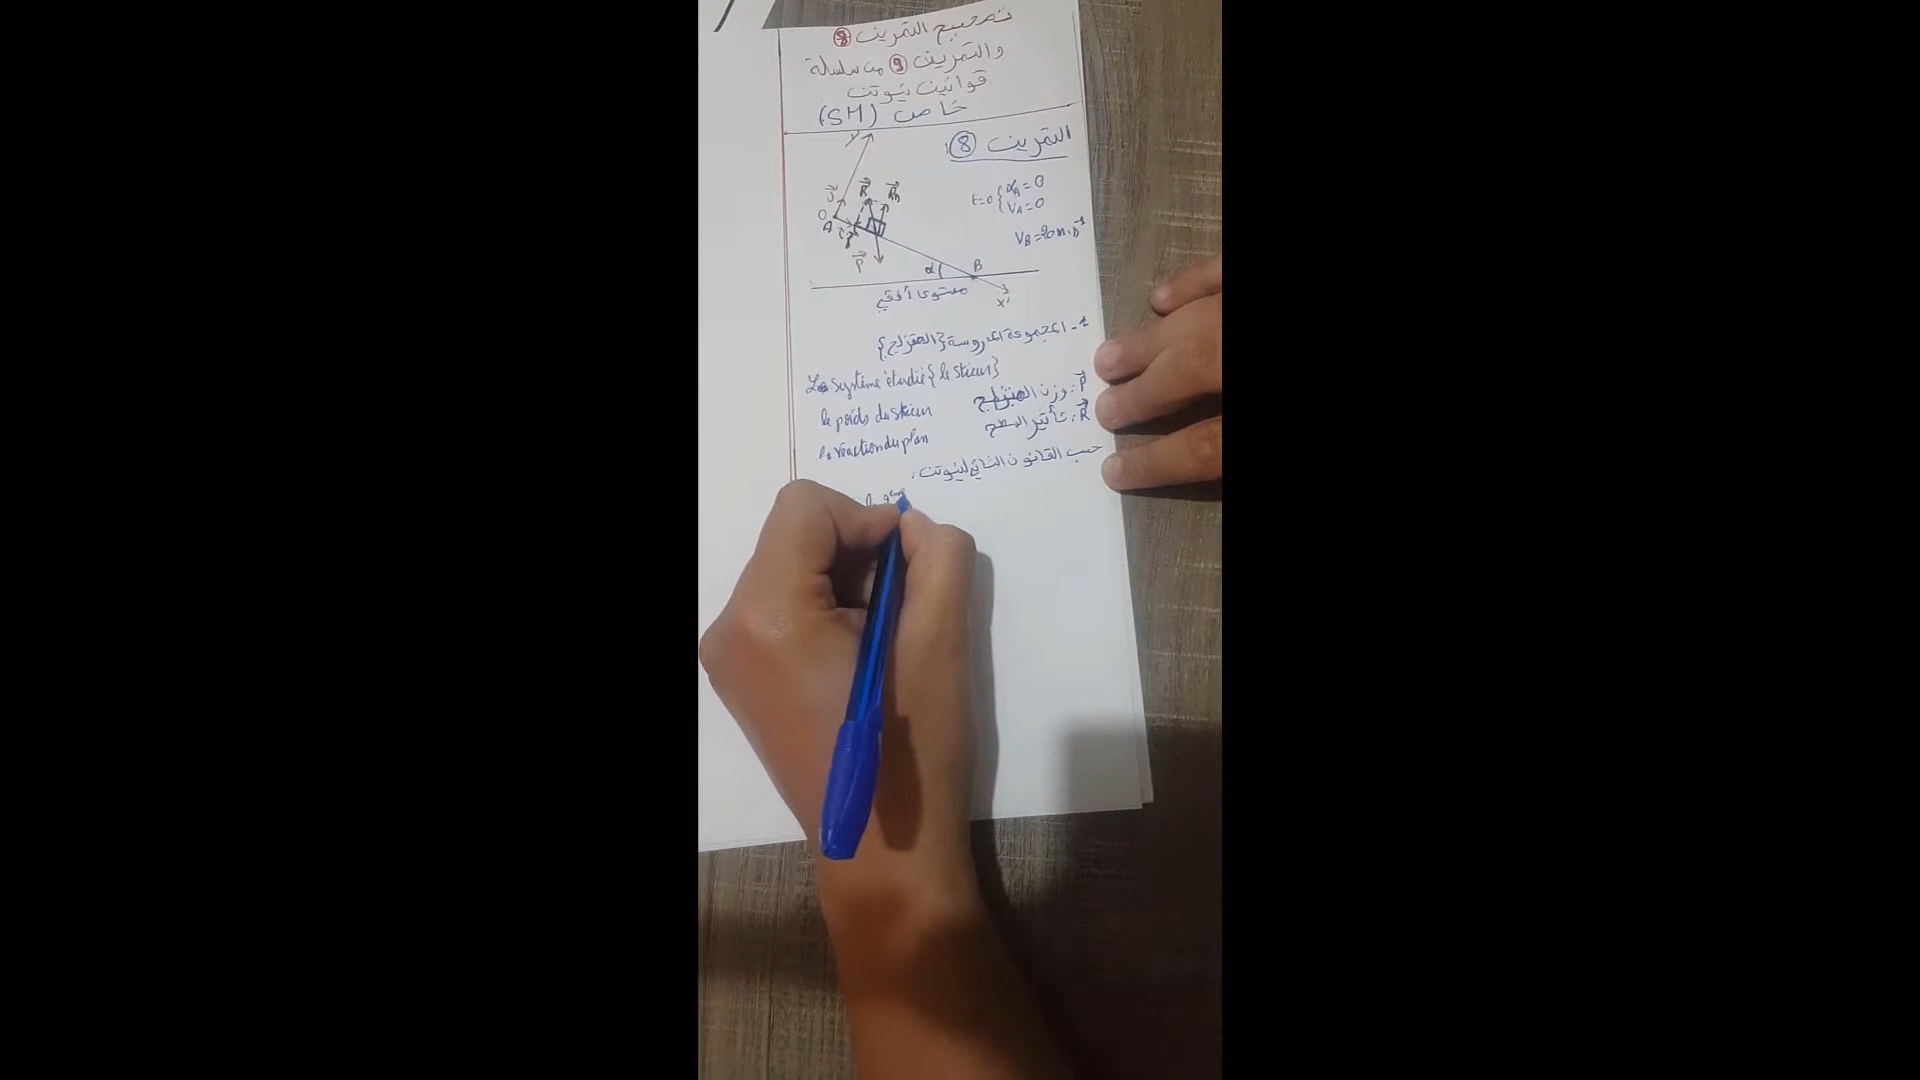 تصحيح التمرين 8
والتمرين 9 من سلسلة
قوانين نيوتن
خاص (SM)
التمرين 8:
y'
t=0 { x_A = 0
V_A = 0
V_B = 20 m.s⁻¹
J⃗
R⃗
R⃗n
O
A
i⃗
P⃗
α
B
x'
مستوى أفقي
1- المجموعة المدروسة {المتزلج}
Le système étudié {le skieur}
P⃗: وزن المتزلج
le poids du skieur
R⃗: تأثير السطح
la réaction du plan
حسب القانون الثاني لنيوتن:
2ème